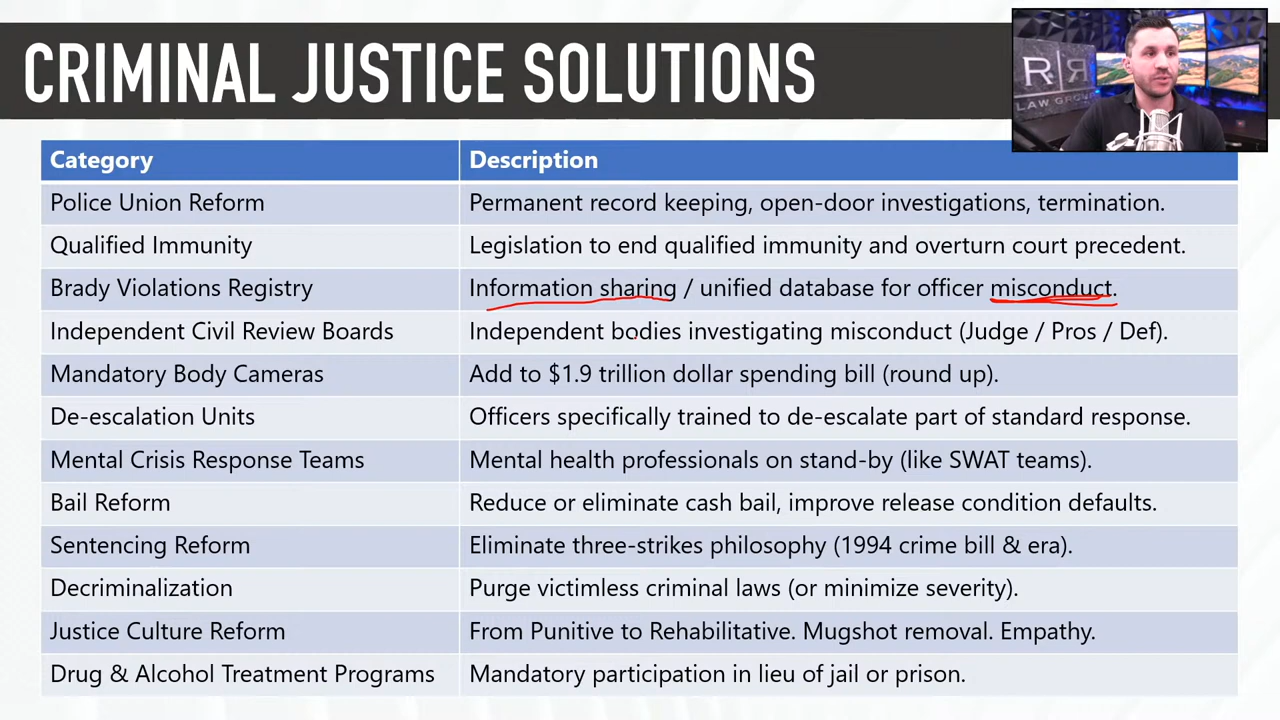 CRIMINAL JUSTICE SOLUTIONS
R R
LAW GROUP
Category Description
Police Union Reform Permanent record keeping, open-door investigations, termination.
Qualified Immunity Legislation to end qualified immunity and overturn court precedent.
Brady Violations Registry Information sharing / unified database for officer misconduct.
Independent Civil Review Boards Independent bodies investigating misconduct (Judge / Pros / Def).
Mandatory Body Cameras Add to $1.9 trillion dollar spending bill (round up).
De-escalation Units Officers specifically trained to de-escalate part of standard response.
Mental Crisis Response Teams Mental health professionals on stand-by (like SWAT teams).
Bail Reform Reduce or eliminate cash bail, improve release condition defaults.
Sentencing Reform Eliminate three-strikes philosophy (1994 crime bill & era).
Decriminalization Purge victimless criminal laws (or minimize severity).
Justice Culture Reform From Punitive to Rehabilitative. Mugshot removal. Empathy.
Drug & Alcohol Treatment Programs Mandatory participation in lieu of jail or prison.